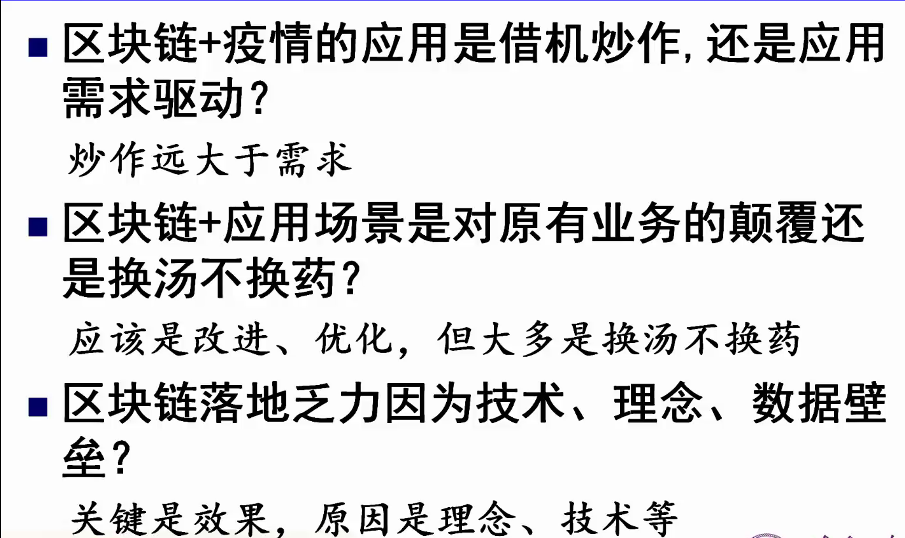 区块链+疫情的应用是借机炒作,还是应用
需求驱动?
炒作远大于需求
区块链+应用场景是对原有业务的颠覆还
是换汤不换药?
应该是改进、优化，但大多是换汤不换药
区块链落地乏力因为技术、理念、数据壁
垒?
关键是效果，原因是理念、技术等